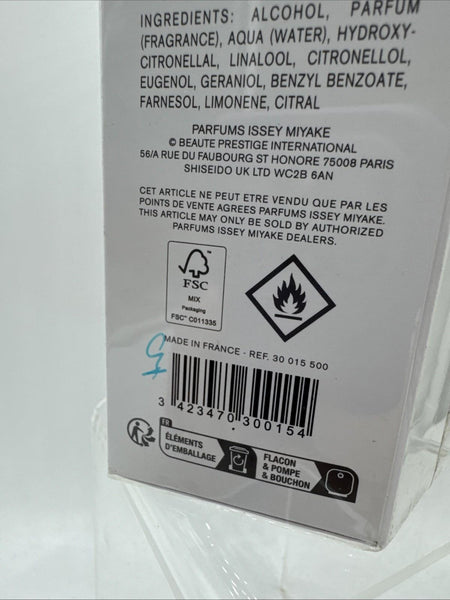 INGREDIENTS: ALCOHOL, PARFUM
(FRAGRANCE), AQUA (WATER), HYDROXY-
CITRONELLAL, LINALOOL, CITRONELLOL,
EUGENOL, GERANIOL, BENZYL BENZOATE,
FARNESOL, LIMONENE, CITRAL
PARFUMS ISSEY MIYAKE
© BEAUTE PRESTIGE INTERNATIONAL
56/A RUE DU FAUBOURG ST HONORE 75008 PARIS
SHISEIDO UK LTD WC2B 6AN
CET ARTICLE NE PEUT ETRE VENDU QUE PAR LES
POINTS DE VENTE AGREES PARFUMS ISSEY MIYAKE.
THIS ARTICLE MAY ONLY BE SOLD BY AUTHORIZED
PARFUMS ISSEY MIYAKE DEALERS.
FSC
MIX
Packaging
FSC™ C011335
MADE IN FRANCE - REF. 30 015 500
3 423470 300154
FR
ÉLÉMENTS
D'EMBALLAGE
FLACON
& POMPE
& BOUCHON